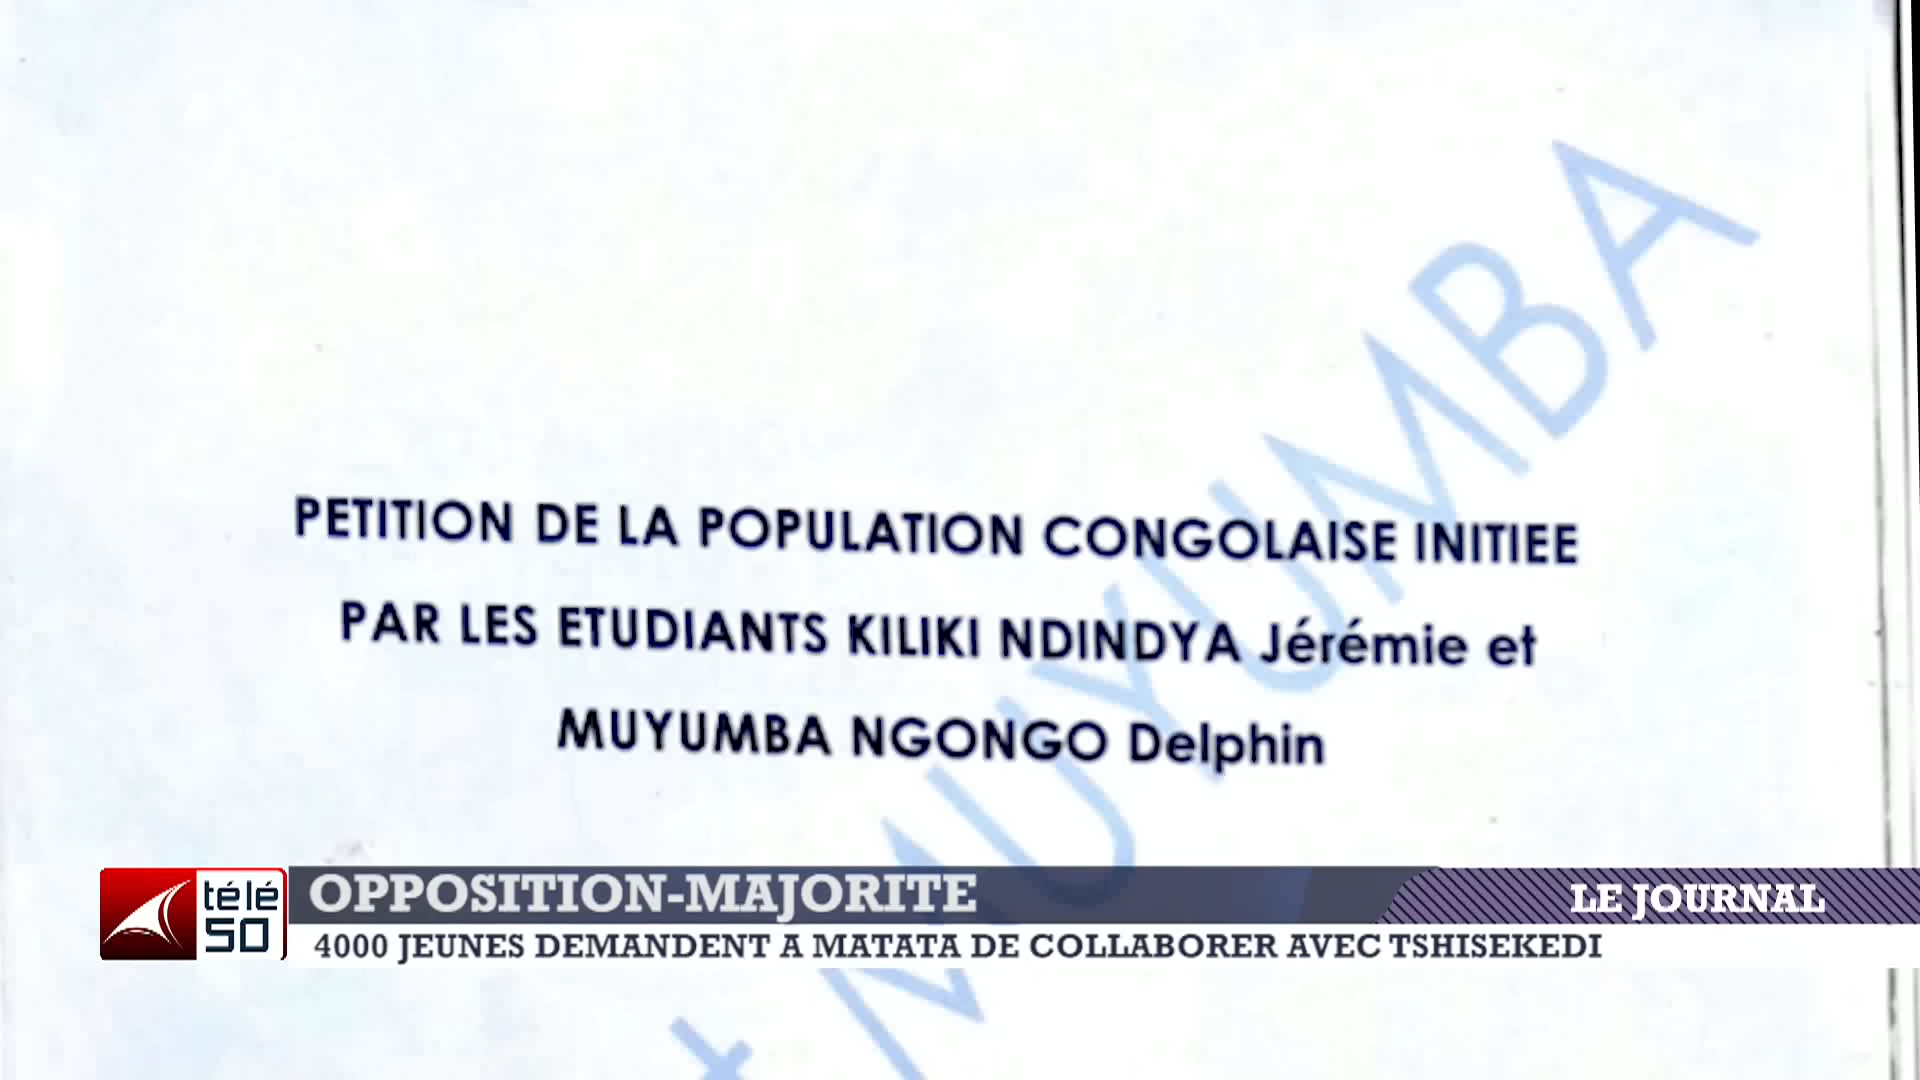 PETITION DE LA POPULATION CONGOLAISE INITIEE
PAR LES ETUDIANTS KILIKI NDINDYA Jérémie et
MUYUMBA NGONGO Delphin
t MUYUMBA
télé
50
OPPOSITION-MAJORITE
LE JOURNAL
4000 JEUNES DEMANDENT A MATATA DE COLLABORER AVEC TSHISEKEDI